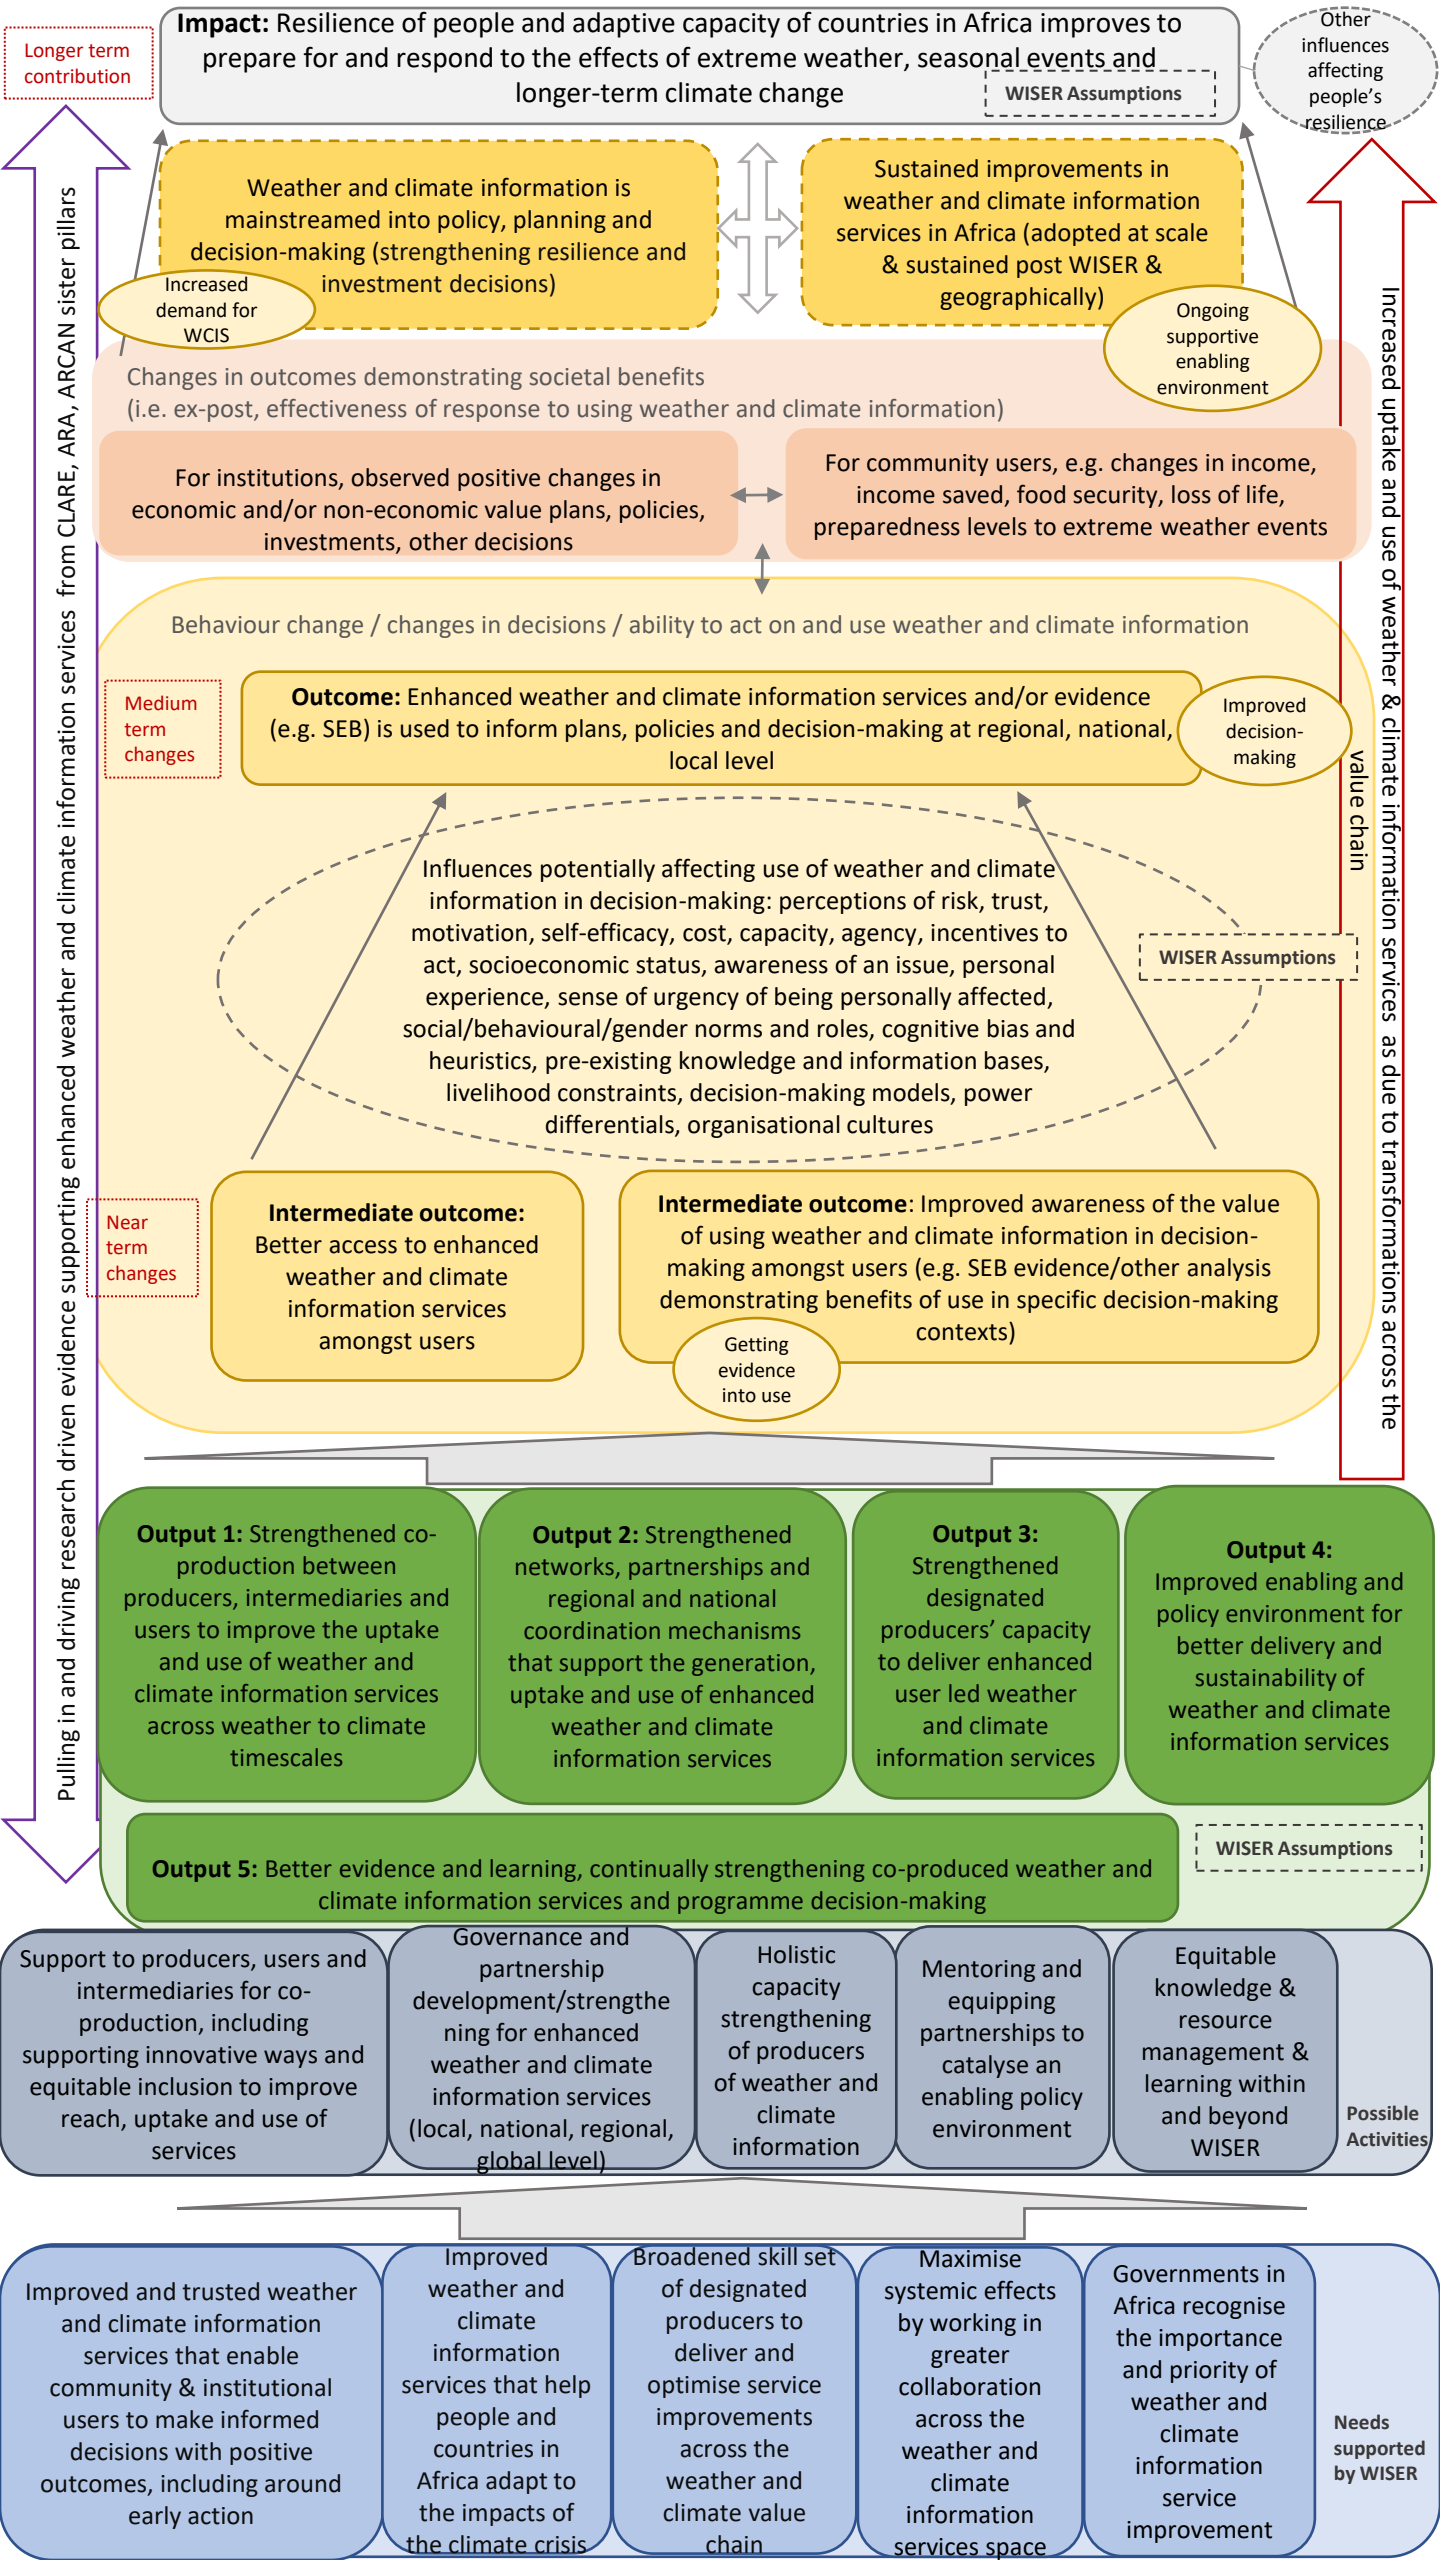 Impact: Resilience of people and adaptive capacity of countries in Africa improves to
prepare for and respond to the effects of extreme weather, seasonal events and
longer-term climate change
WISER Assumptions
Longer term
contribution
Other
influences
affecting
people's
resilience
Weather and climate information is
mainstreamed into policy, planning and
decision-making (strengthening resilience and
investment decisions)
Increased
demand for
WCIS
Sustained improvements in
weather and climate information
services in Africa (adopted at scale
& sustained post WISER &
geographically)
Ongoing
supportive
enabling
environment
Changes in outcomes demonstrating societal benefits
(i.e. ex-post, effectiveness of response to using weather and climate information)
For institutions, observed positive changes in
economic and/or non-economic value plans, policies,
investments, other decisions
For community users, e.g. changes in income,
income saved, food security, loss of life,
preparedness levels to extreme weather events
Pulling in and driving research driven evidence supporting enhanced weather and climate information services from CLARE, ARA, ARCAN sister pillars
Increased uptake and use of weather & climate information services as due to transformations across the
value chain
Behaviour change / changes in decisions / ability to act on and use weather and climate information
Medium
term
changes
Outcome: Enhanced weather and climate information services and/or evidence
(e.g. SEB) is used to inform plans, policies and decision-making at regional, national,
local level
Improved
decision-
making
Influences potentially affecting use of weather and climate
information in decision-making: perceptions of risk, trust,
motivation, self-efficacy, cost, capacity, agency, incentives to
act, socioeconomic status, awareness of an issue, personal
experience, sense of urgency of being personally affected,
social/behavioural/gender norms and roles, cognitive bias and
heuristics, pre-existing knowledge and information bases,
livelihood constraints, decision-making models, power
differentials, organisational cultures
WISER Assumptions
Near
term
changes
Intermediate outcome:
Better access to enhanced
weather and climate
information services
amongst users
Intermediate outcome: Improved awareness of the value
of using weather and climate information in decision-
making amongst users (e.g. SEB evidence/other analysis
demonstrating benefits of use in specific decision-making
contexts)
Getting
evidence
into use
Output 1: Strengthened co-
production between
producers, intermediaries and
users to improve the uptake
and use of weather and
climate information services
across weather to climate
timescales
Output 2: Strengthened
networks, partnerships and
regional and national
coordination mechanisms
that support the generation,
uptake and use of enhanced
weather and climate
information services
Output 3:
Strengthened
designated
producers' capacity
to deliver enhanced
user led weather
and climate
information services
Output 4:
Improved enabling and
policy environment for
better delivery and
sustainability of
weather and climate
information services
Output 5: Better evidence and learning, continually strengthening co-produced weather and
climate information services and programme decision-making
WISER Assumptions
Support to producers, users and
intermediaries for co-
production, including
supporting innovative ways and
equitable inclusion to improve
reach, uptake and use of
services
Governance and
partnership
development/strengthe
ning for enhanced
weather and climate
information services
(local, national, regional,
global level)
Holistic
capacity
strengthening
of producers
of weather and
climate
information
Mentoring and
equipping
partnerships to
catalyse an
enabling policy
environment
Equitable
knowledge &
resource
management &
learning within
and beyond
WISER
Possible
Activities
Improved and trusted weather
and climate information
services that enable
community & institutional
users to make informed
decisions with positive
outcomes, including around
early action
Improved
weather and
climate
information
services that help
people and
countries in
Africa adapt to
the impacts of
the climate crisis
Broadened skill set
of designated
producers to
deliver and
optimise service
improvements
across the
weather and
climate value
chain
Maximise
systemic effects
by working in
greater
collaboration
across the
weather and
climate
information
services space
Governments in
Africa recognise
the importance
and priority of
weather and
climate
information
service
improvement
Needs
supported
by WISER